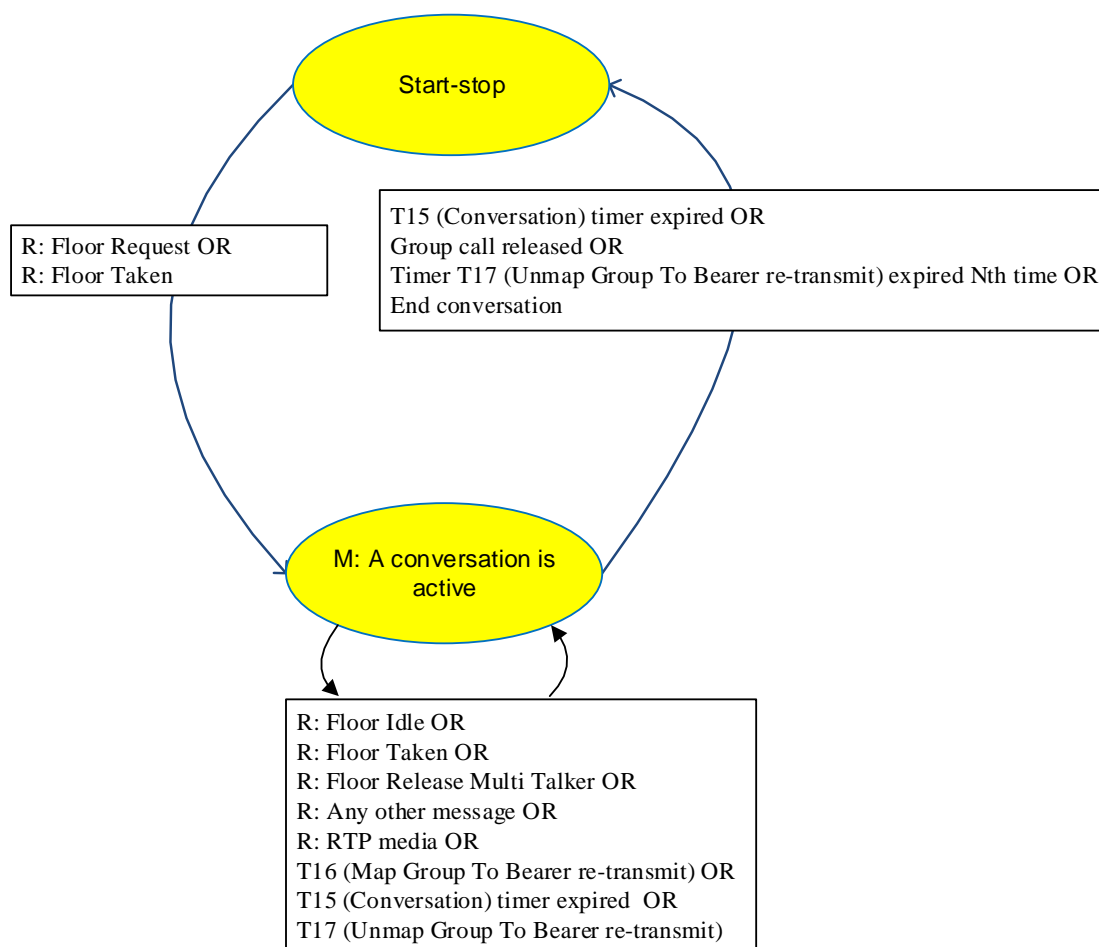 Start-stop
R: Floor Request OR
R: Floor Taken
T15 (Conversation) timer expired OR
Group call released OR
Timer T17 (Unmap Group To Bearer re-transmit) expired Nth time OR
End conversation
M: A conversation is
active
R: Floor Idle OR
R: Floor Taken OR
R: Floor Release Multi Talker OR
R: Any other message OR
R: RTP media OR
T16 (Map Group To Bearer re-transmit) OR
T15 (Conversation) timer expired  OR
T17 (Unmap Group To Bearer re-transmit)